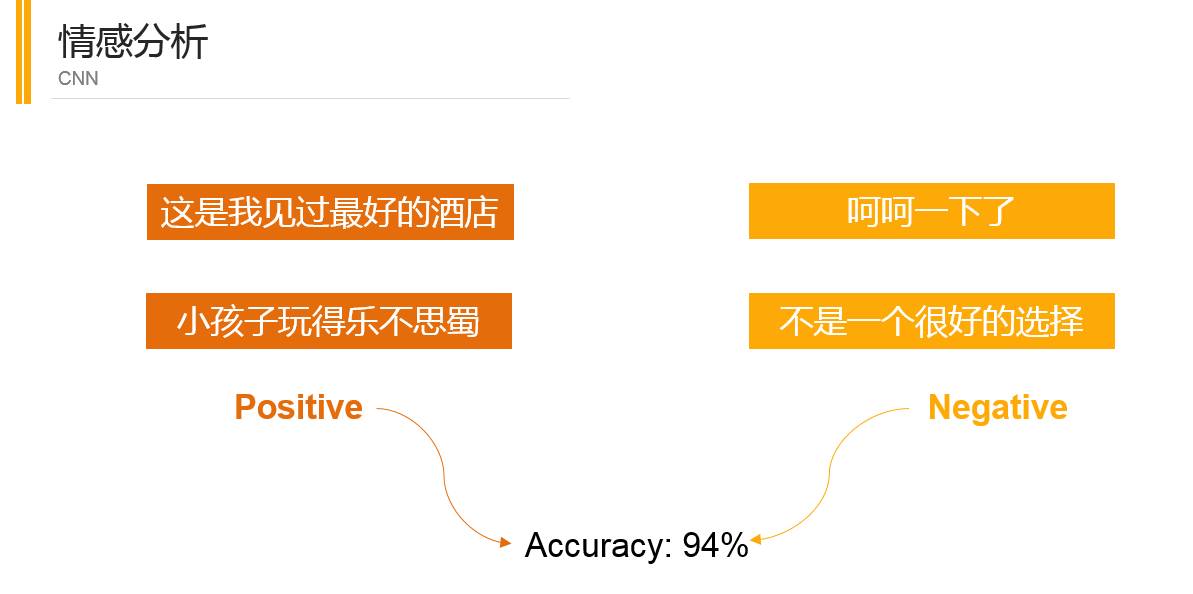 情感分析
CNN
这是我见过最好的酒店
呵呵一下了
小孩子玩得乐不思蜀
不是一个很好的选择
Positive
Negative
Accuracy: 94%